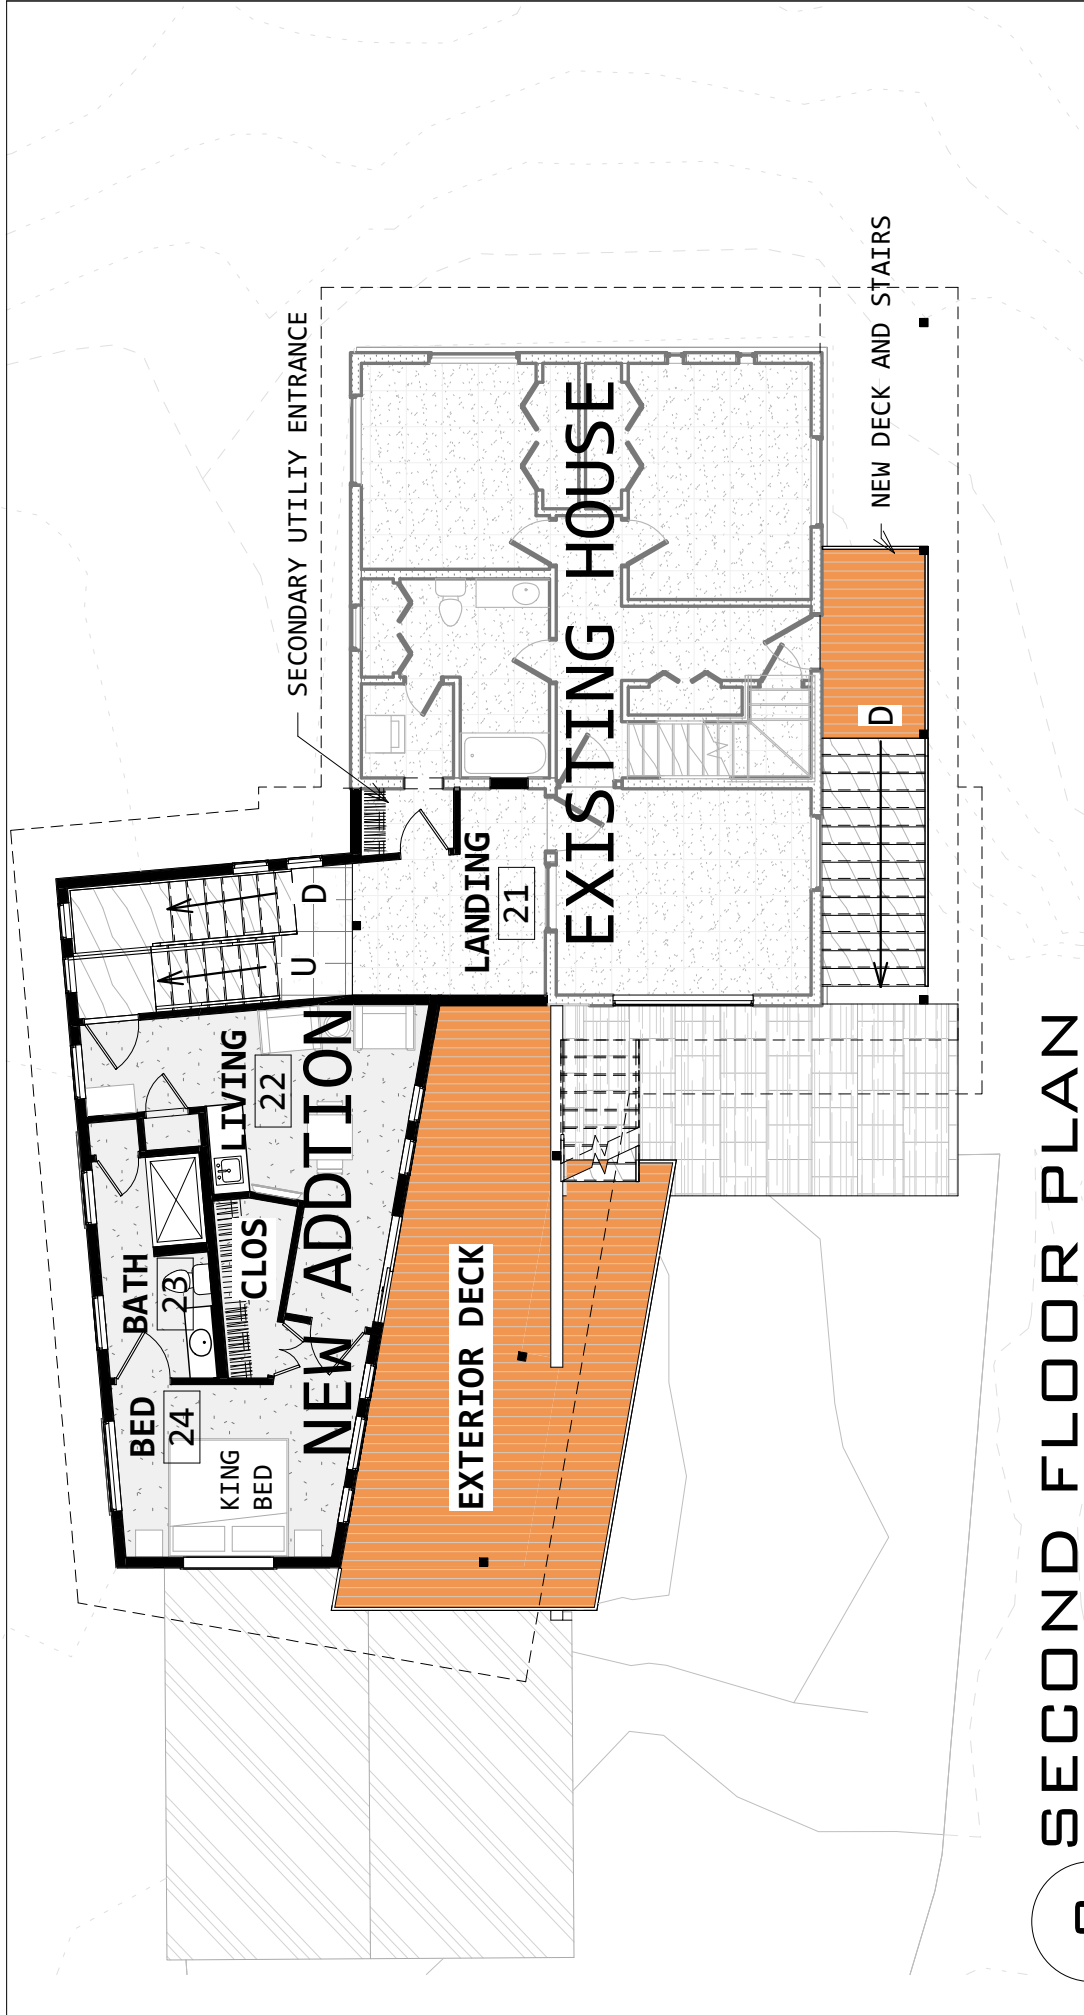 BED
24
BATH
23
LIVING
22
CLOS
KING
BED
U
D
SECONDARY UTILIY ENTRANCE
NEW ADDTION
EXTERIOR DECK
LANDING
21
EXISTING HOUSE
D
NEW DECK AND STAIRS
SECOND FLOOR PLAN